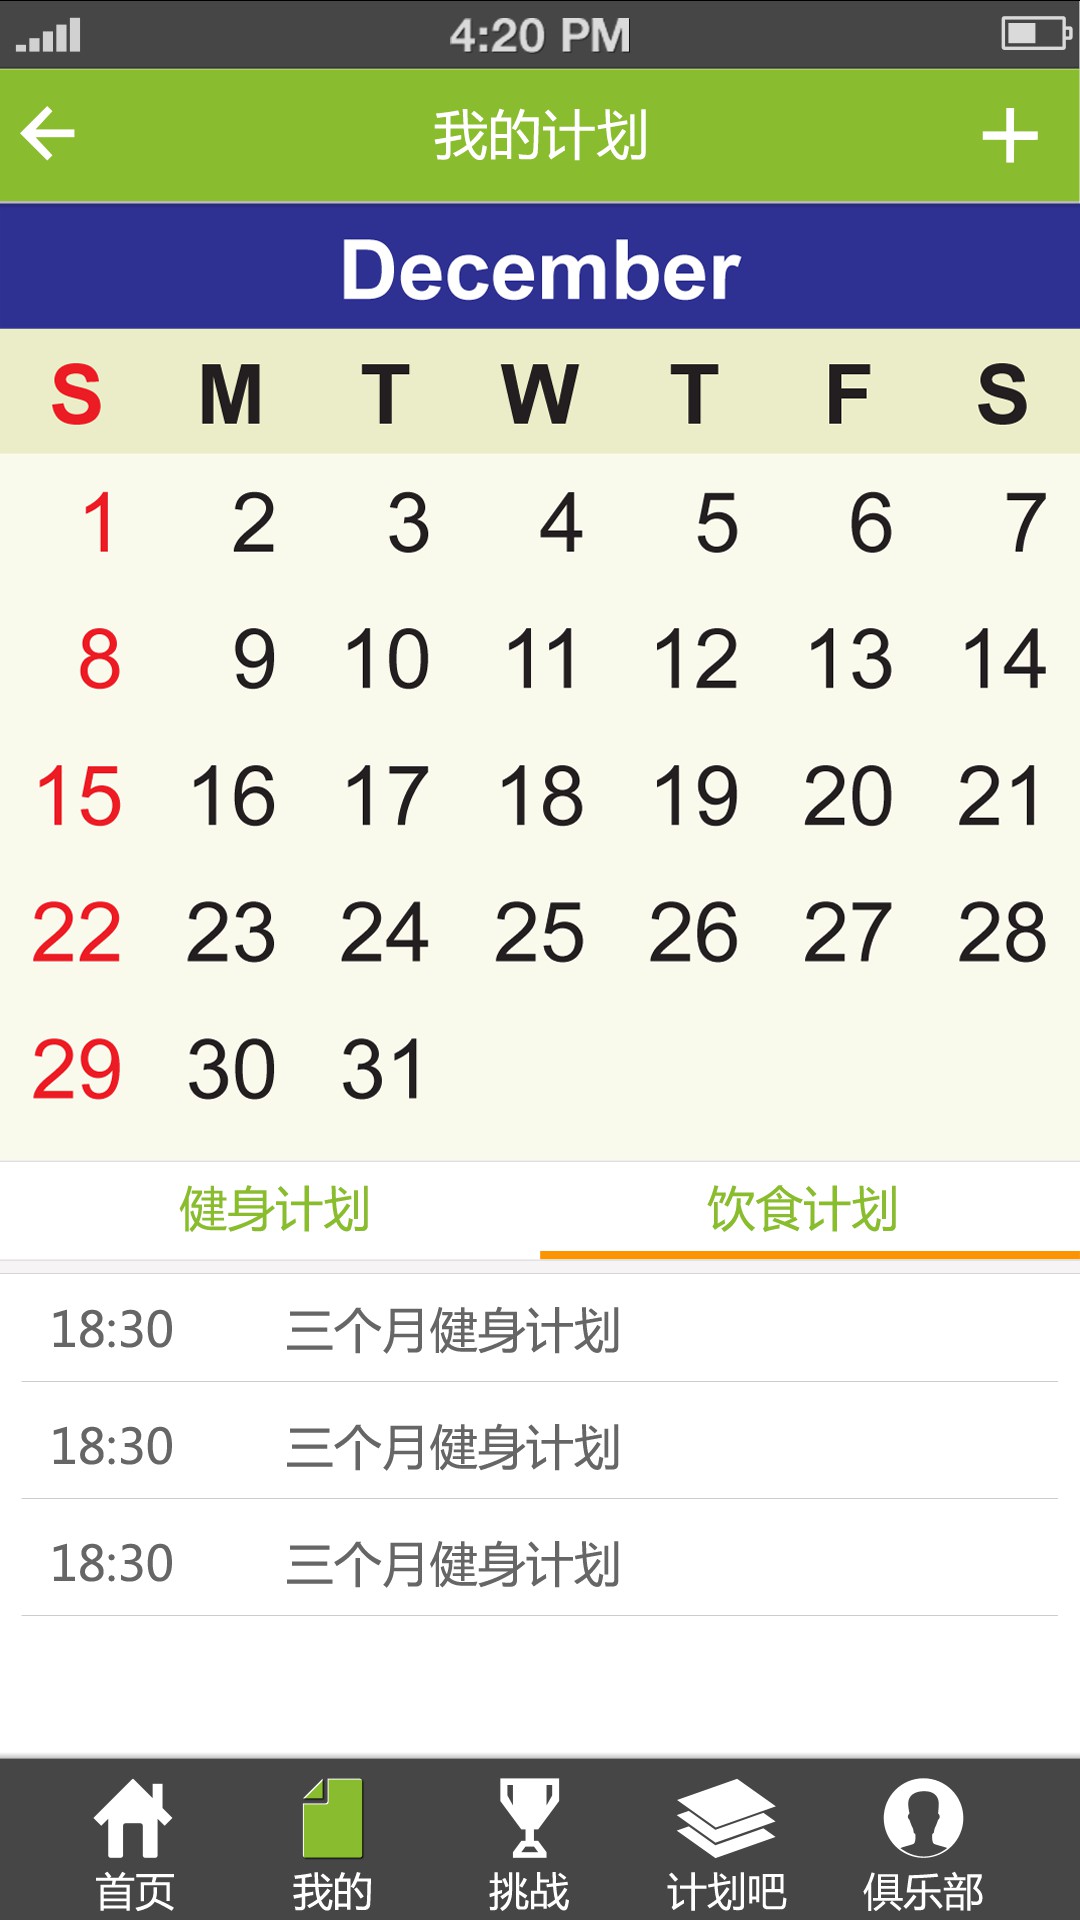 4:20 PM
我的计划
December
S M T W T F S
1 2 3 4 5 6 7
8 9 10 11 12 13 14
15 16 17 18 19 20 21
22 23 24 25 26 27 28
29 30 31
健身计划 饮食计划
18:30 三个月健身计划
18:30 三个月健身计划
18:30 三个月健身计划
首页 我的 挑战 计划吧 俱乐部